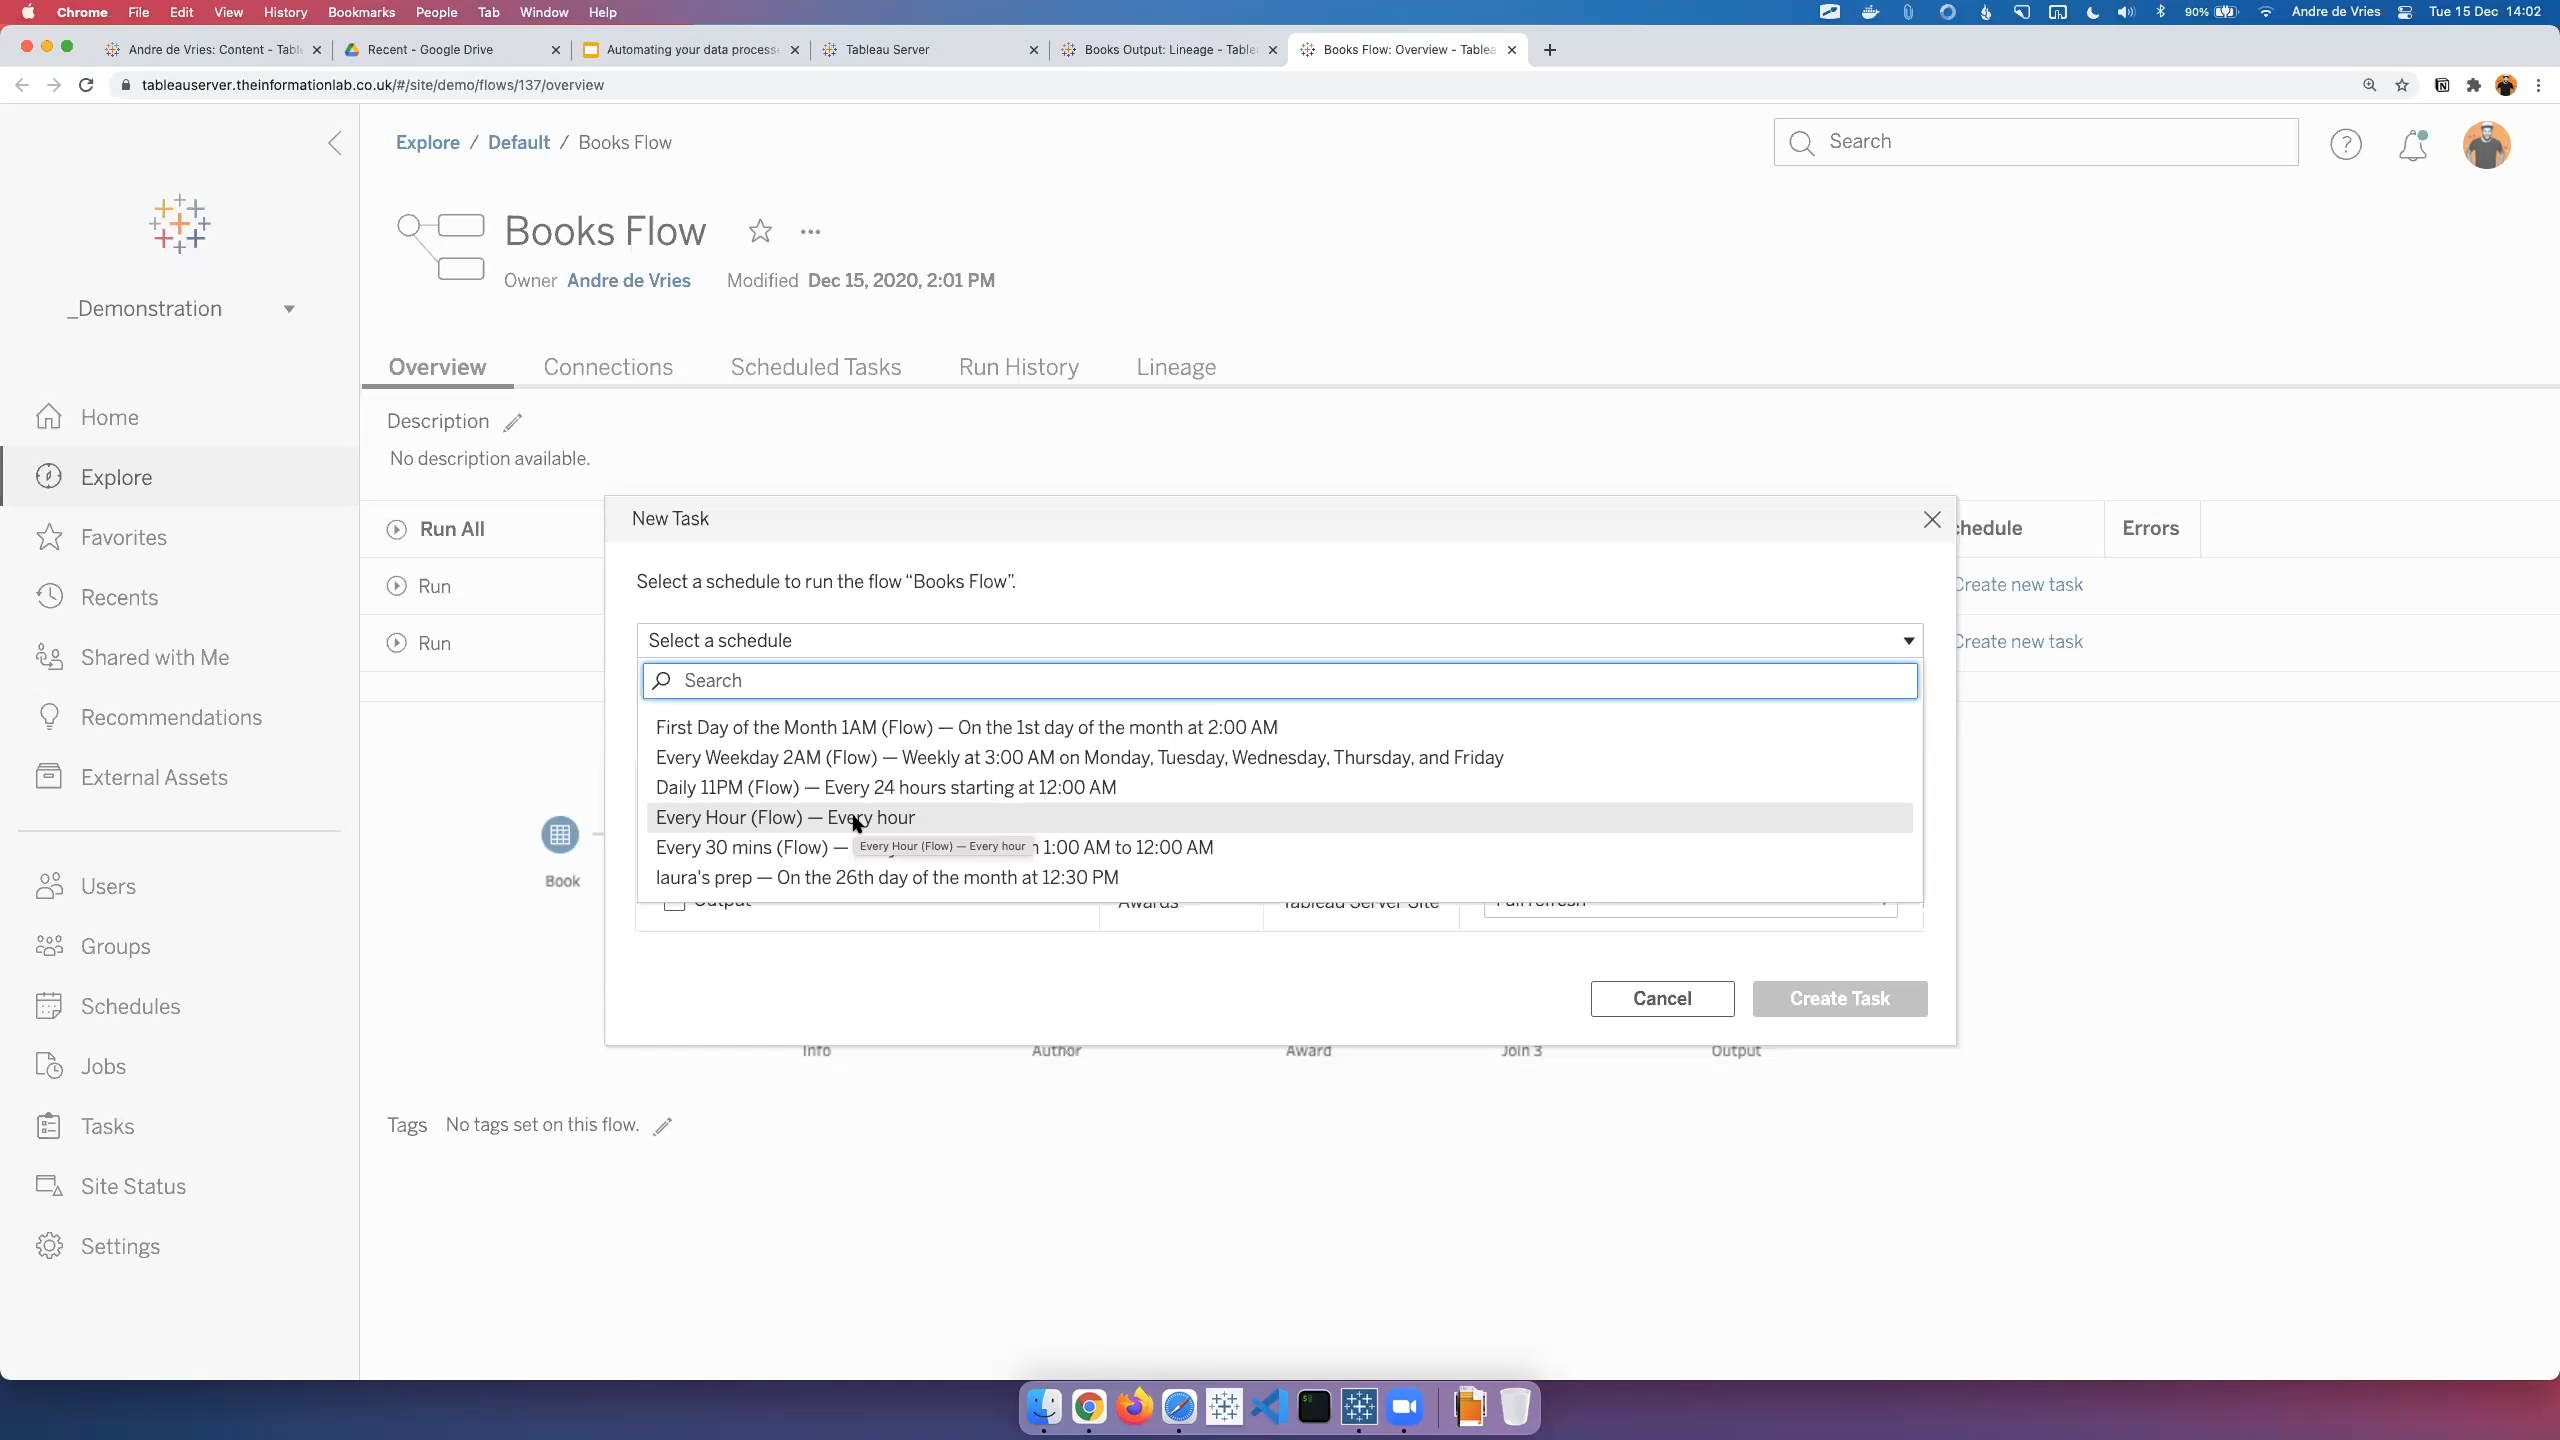 Chrome File Edit View History Bookmarks People Tab Window Help 90% Andre de Vries Tue 15 Dec 14:02
Andre de Vries: Content - Table Recent - Google Drive Automating your data process Tableau Server Books Output: Lineage - Table Books Flow: Overview - Tablea
tableauserver.theinformationlab.co.uk/#/site/demo/flows/137/overview
Explore / Default / Books Flow
Search
Books Flow
Owner Andre de Vries Modified Dec 15, 2020, 2:01 PM
_Demonstration
Overview Connections Scheduled Tasks Run History Lineage
Home
Explore
Favorites
Recents
Shared with Me
Recommendations
External Assets
Users
Groups
Schedules
Jobs
Tasks
Site Status
Settings
Description
No description available.
Run All
chedule Errors
Run
Create new task
Run
Create new task
New Task
Select a schedule to run the flow “Books Flow”.
Select a schedule
Search
First Day of the Month 1AM (Flow) — On the 1st day of the month at 2:00 AM
Every Weekday 2AM (Flow) — Weekly at 3:00 AM on Monday, Tuesday, Wednesday, Thursday, and Friday
Daily 11PM (Flow) — Every 24 hours starting at 12:00 AM
Every Hour (Flow) — Every hour
Every 30 mins (Flow) — 1:00 AM to 12:00 AM
Every Hour (Flow) — Every hour
laura's prep — On the 26th day of the month at 12:30 PM
Output Awards Tableau Server Site Full refresh
Cancel Create Task
Book
Info Author Award Join 3 Output
Tags No tags set on this flow.